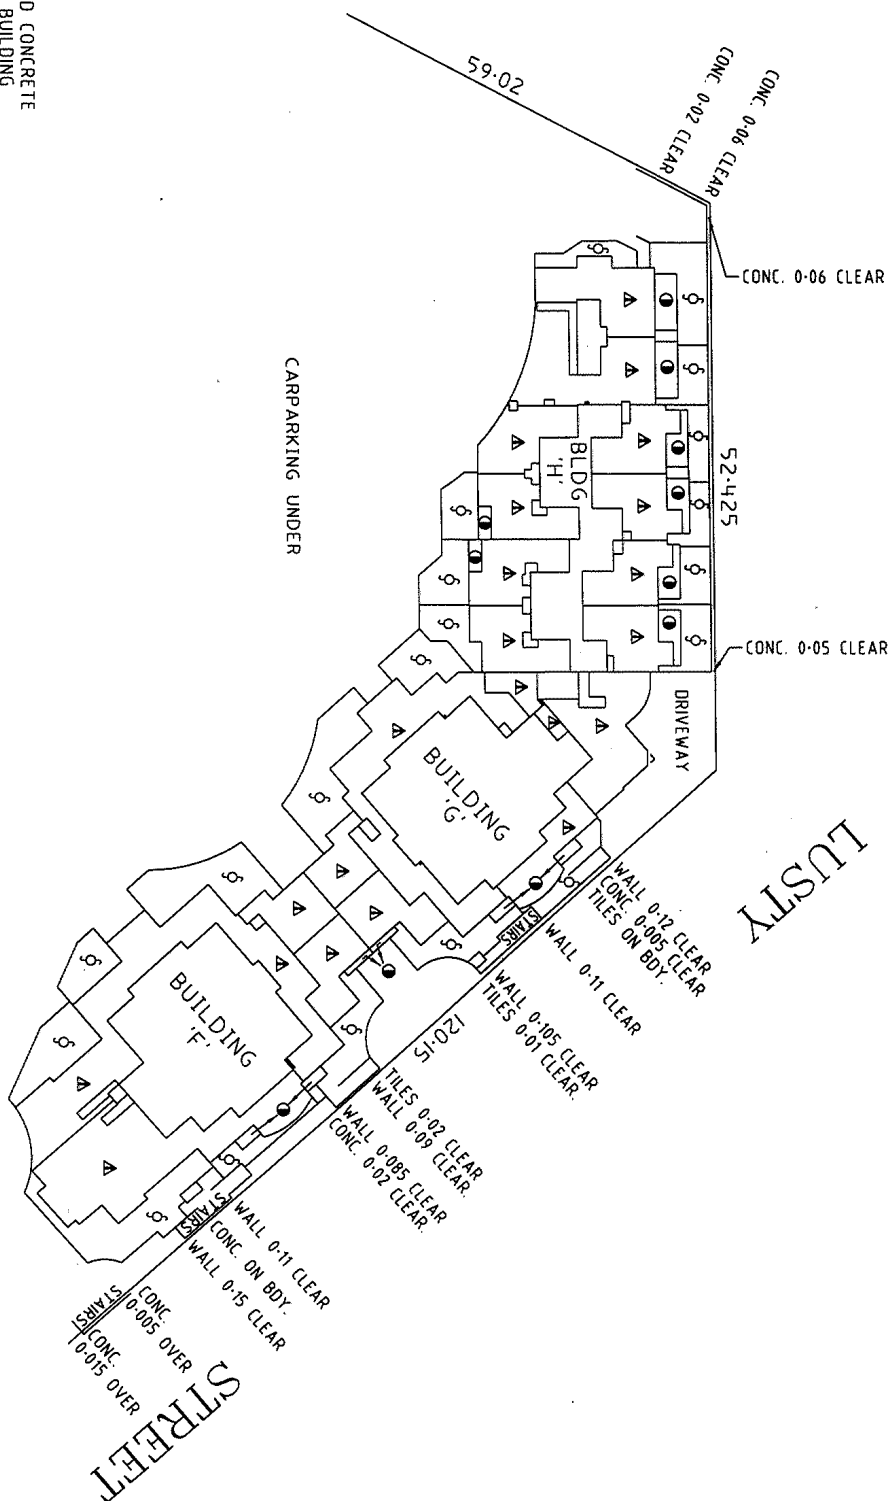 D CONCRETE
BUILDING
59·02
CONC. 0·02 CLEAR
CONC. 0·06 CLEAR
CONC. 0·06 CLEAR
CARPARKING UNDER
BLDG
'H'
52·425
CONC. 0·05 CLEAR
DRIVEWAY
BUILDING
'G'
LUSTY
WALL 0·12 CLEAR
CONC. 0·005 CLEAR
TILES ON BDY.
STAIRS
WALL 0·11 CLEAR
WALL 0·105 CLEAR
TILES 0·01 CLEAR.
120·15
BUILDING
'F'
TILES 0·02 CLEAR
WALL 0·09 CLEAR.
WALL 0·085 CLEAR
CONC. 0·02 CLEAR.
WALL 0·11 CLEAR
STAIRS
CONC. ON BDY.
WALL 0·15 CLEAR
CONC.
0·005 OVER
STAIRS
CONC.
0·015 OVER
STREET